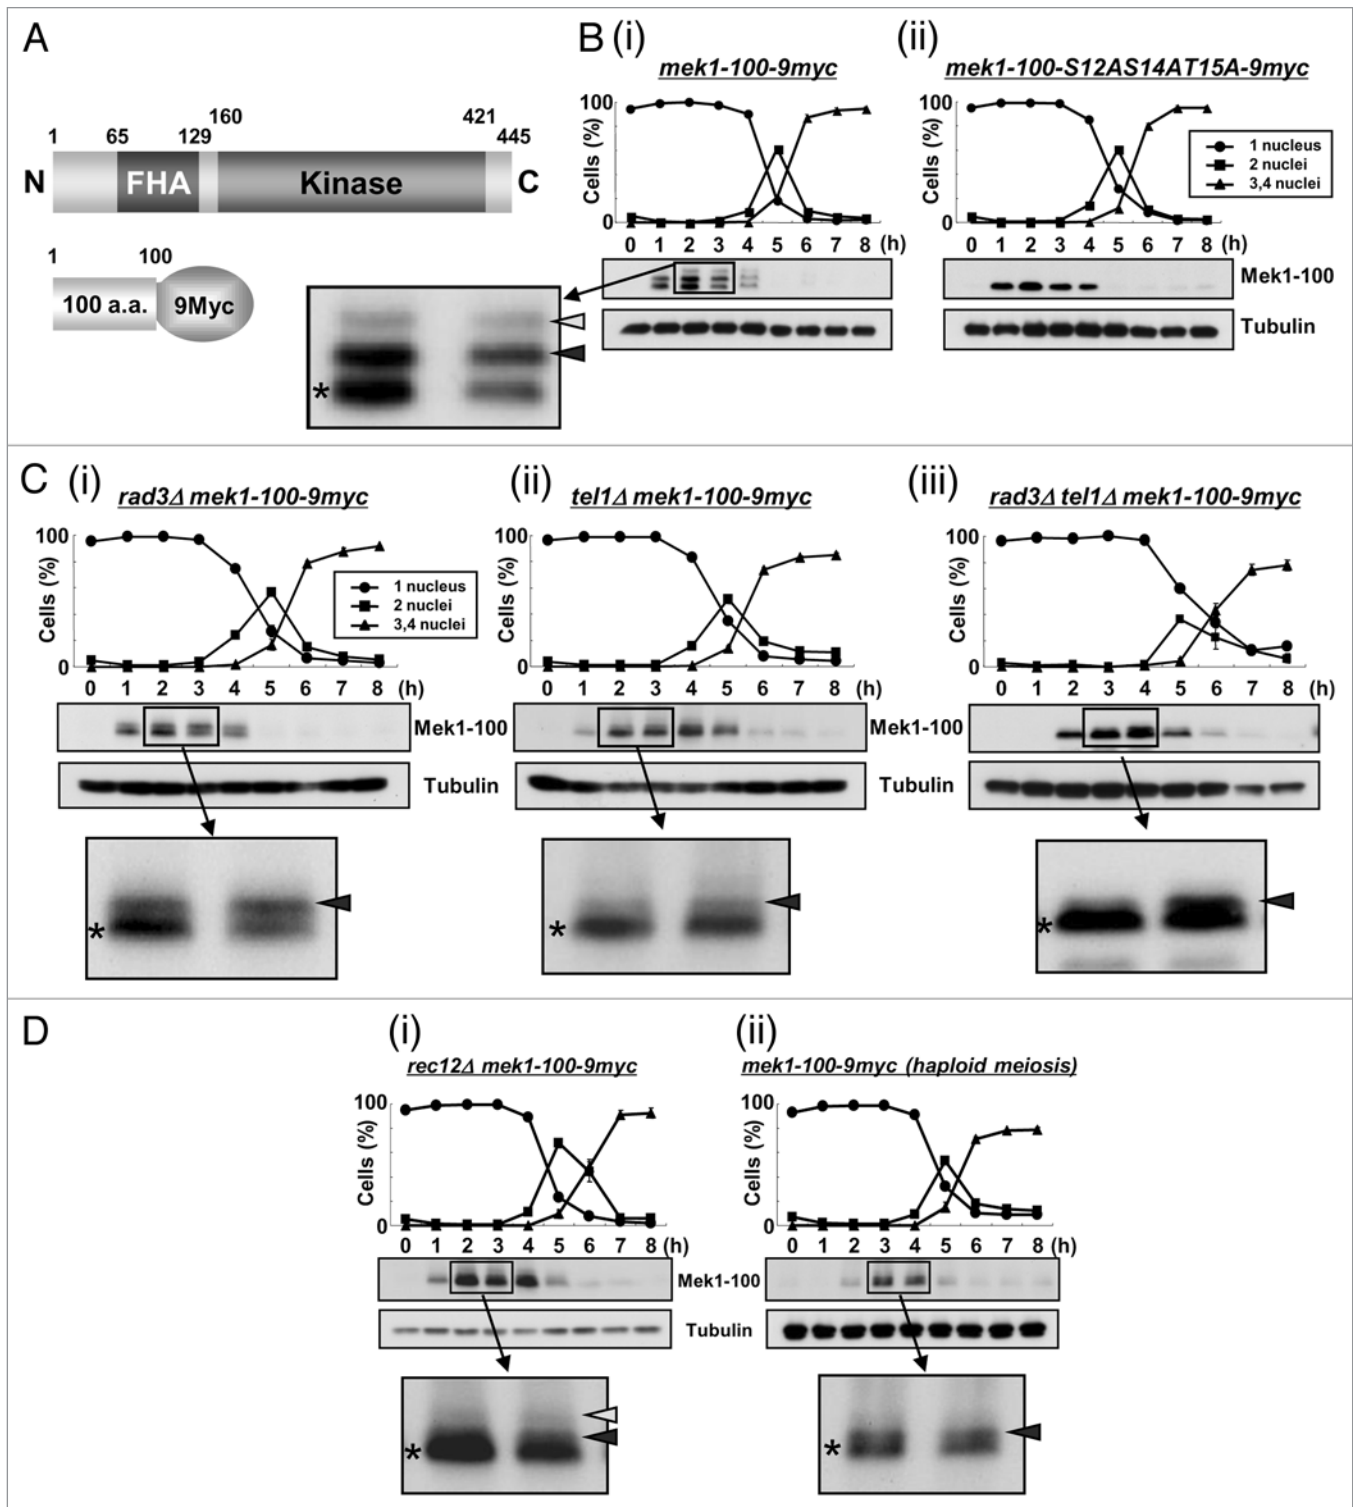 A
1 65 129 160 421 445
N FHA Kinase C
1 100
100 a.a. 9Myc
*
B (i)
mek1-100-9myc
100
Cells (%)
0
0 1 2 3 4 5 6 7 8 (h)
(ii)
mek1-100-S12AS14AT15A-9myc
100
Cells (%)
0
1 nucleus
2 nuclei
3,4 nuclei
0 1 2 3 4 5 6 7 8 (h)
Mek1-100
Tubulin
C (i)
rad3Δ mek1-100-9myc
100
Cells (%)
0
1 nucleus
2 nuclei
3,4 nuclei
0 1 2 3 4 5 6 7 8 (h)
Mek1-100
Tubulin
*
(ii)
tel1Δ mek1-100-9myc
100
Cells (%)
0
0 1 2 3 4 5 6 7 8 (h)
Mek1-100
Tubulin
*
(iii)
rad3Δ tel1Δ mek1-100-9myc
100
Cells (%)
0
0 1 2 3 4 5 6 7 8 (h)
*
D
(i)
rec12Δ mek1-100-9myc
100
Cells (%)
0
0 1 2 3 4 5 6 7 8 (h)
Mek1-100
Tubulin
*
(ii)
mek1-100-9myc (haploid meiosis)
100
Cells (%)
0
0 1 2 3 4 5 6 7 8 (h)
*